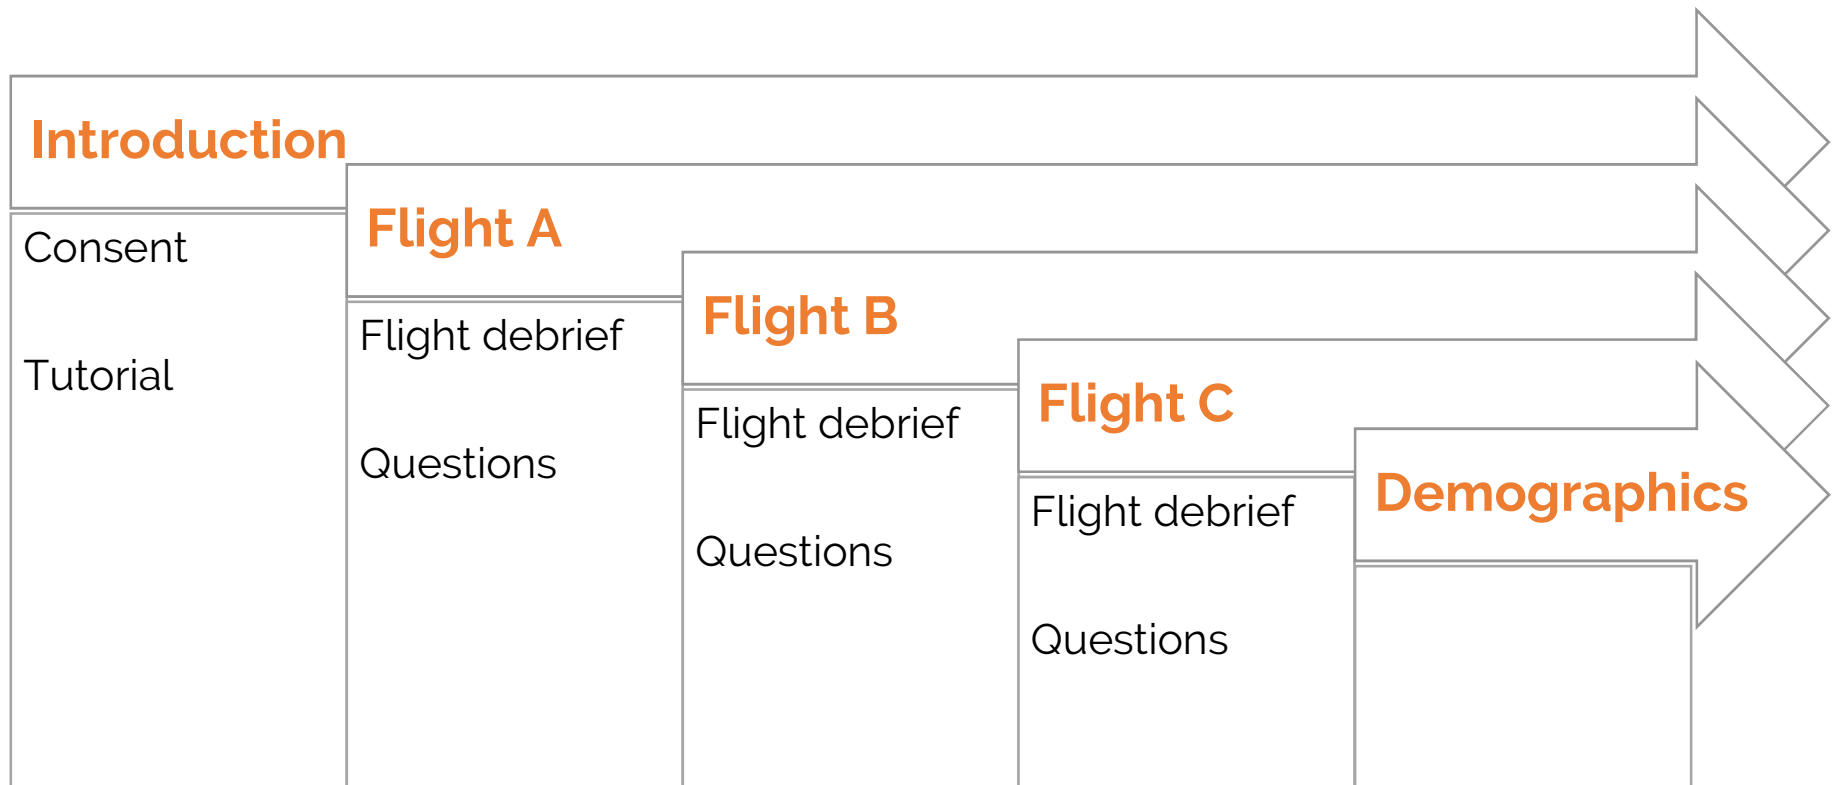 Introduction
Consent
Tutorial
Flight A
Flight debrief
Questions
Flight B
Flight debrief
Questions
Flight C
Flight debrief
Questions
Demographics